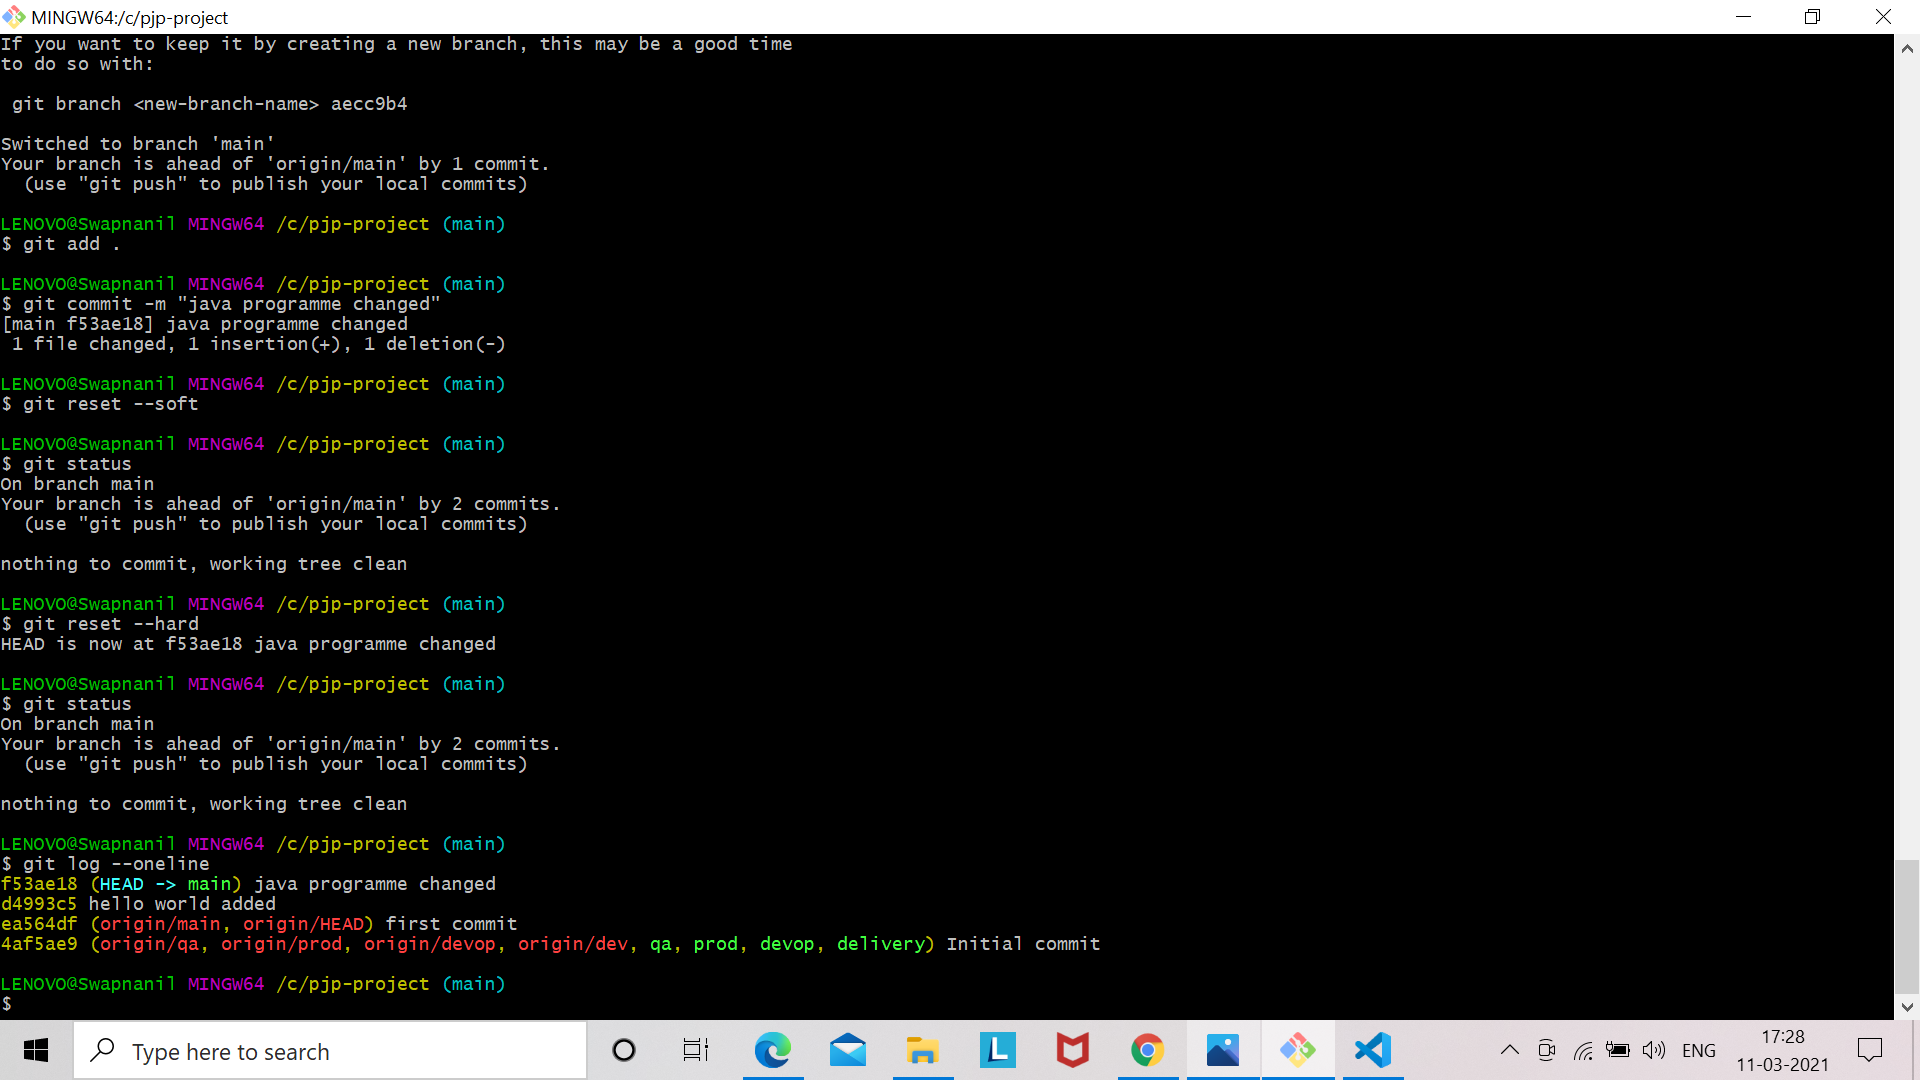 MINGW64:/c/pjp-project
If you want to keep it by creating a new branch, this may be a good time
to do so with:
git branch <new-branch-name> aecc9b4
Switched to branch 'main'
Your branch is ahead of 'origin/main' by 1 commit.
(use "git push" to publish your local commits)
LENOVO@Swapnanil MINGW64 /c/pjp-project (main)
$ git add .
LENOVO@Swapnanil MINGW64 /c/pjp-project (main)
$ git commit -m "java programme changed"
[main f53ae18] java programme changed
1 file changed, 1 insertion(+), 1 deletion(-)
LENOVO@Swapnanil MINGW64 /c/pjp-project (main)
$ git reset --soft
LENOVO@Swapnanil MINGW64 /c/pjp-project (main)
$ git status
On branch main
Your branch is ahead of 'origin/main' by 2 commits.
(use "git push" to publish your local commits)
nothing to commit, working tree clean
LENOVO@Swapnanil MINGW64 /c/pjp-project (main)
$ git reset --hard
HEAD is now at f53ae18 java programme changed
LENOVO@Swapnanil MINGW64 /c/pjp-project (main)
$ git status
On branch main
Your branch is ahead of 'origin/main' by 2 commits.
(use "git push" to publish your local commits)
nothing to commit, working tree clean
LENOVO@Swapnanil MINGW64 /c/pjp-project (main)
$ git log --oneline
f53ae18 (HEAD -> main) java programme changed
d4993c5 hello world added
ea564df (origin/main, origin/HEAD) first commit
4af5ae9 (origin/qa, origin/prod, origin/devop, origin/dev, qa, prod, devop, delivery) Initial commit
LENOVO@Swapnanil MINGW64 /c/pjp-project (main)
$
Type here to search
L
ENG
17:28
11-03-2021